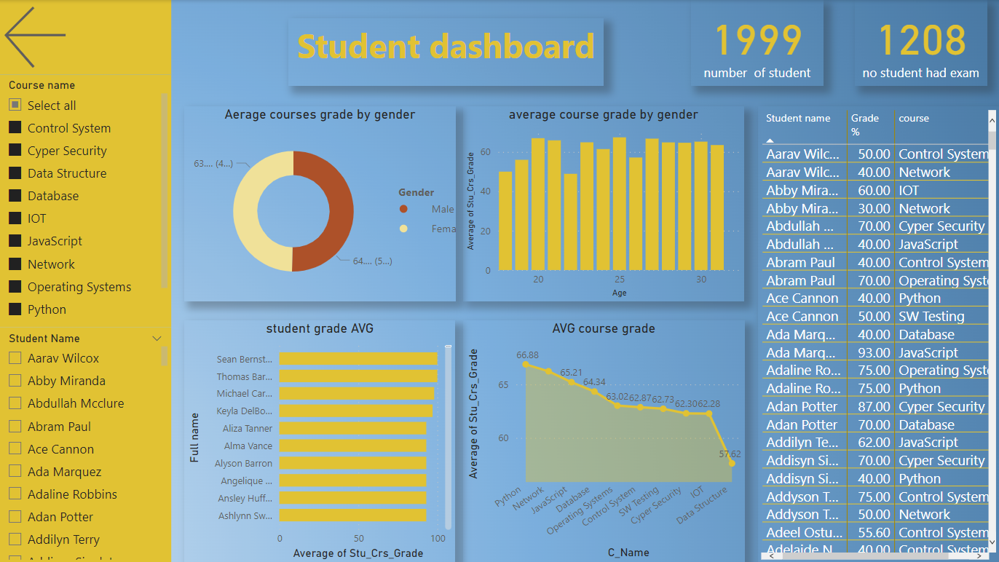 Student dashboard
1999
number of student
1208
no student had exam
Course name
Select all
Control System
Cyper Security
Data Structure
Database
IOT
JavaScript
Network
Operating Systems
Python
Student Name
Aarav Wilcox
Abby Miranda
Abdullah Mcclure
Abram Paul
Ace Cannon
Ada Marquez
Adaline Robbins
Adan Potter
Addilyn Terry
Aerage courses grade by gender
63.... (4...)
64.... (5...)
Gender
Male
Fema
average course grade by gender
Average of Stu_Crs_Grade
60
40
20
0
20 25 30
Age
student grade AVG
Full name
Sean Bernst...
Thomas Bar...
Michael Car...
Keyla DelBo...
Aliza Tanner
Alma Vance
Alyson Barron
Angelique ...
Ansley Huff...
Ashlynn Sw...
0 50 100
Average of Stu_Crs_Grade
AVG course grade
Average of Stu_Crs_Grade
65
60
66.88
65.21
64.34
63.02
62.87
62.73
62.30
62.28
57.62
Python
Network
JavaScript
Database
Operating Systems
Control System
SW Testing
Cyper Security
IOT
Data Structure
C_Name
Student name Grade % course
Aarav Wilc... 50.00 Control System
Aarav Wilc... 40.00 Network
Abby Mira... 60.00 IOT
Abby Mira... 30.00 Network
Abdullah ... 70.00 Cyper Security
Abdullah ... 40.00 JavaScript
Abram Paul 40.00 Control System
Abram Paul 70.00 Operating Syste
Ace Cannon 40.00 Python
Ace Cannon 50.00 SW Testing
Ada Marq... 40.00 Database
Ada Marq... 93.00 JavaScript
Adaline Ro... 75.00 Operating Syste
Adaline Ro... 75.00 Python
Adan Potter 87.00 Cyper Security
Adan Potter 70.00 Database
Addilyn Te... 62.00 JavaScript
Addisyn Si... 70.00 Cyper Security
Addisyn Si... 40.00 Python
Addyson T... 75.00 Control System
Addyson T... 50.00 Network
Adeel Ostu... 55.60 Control System
Adelaide N... 40.00 Control System